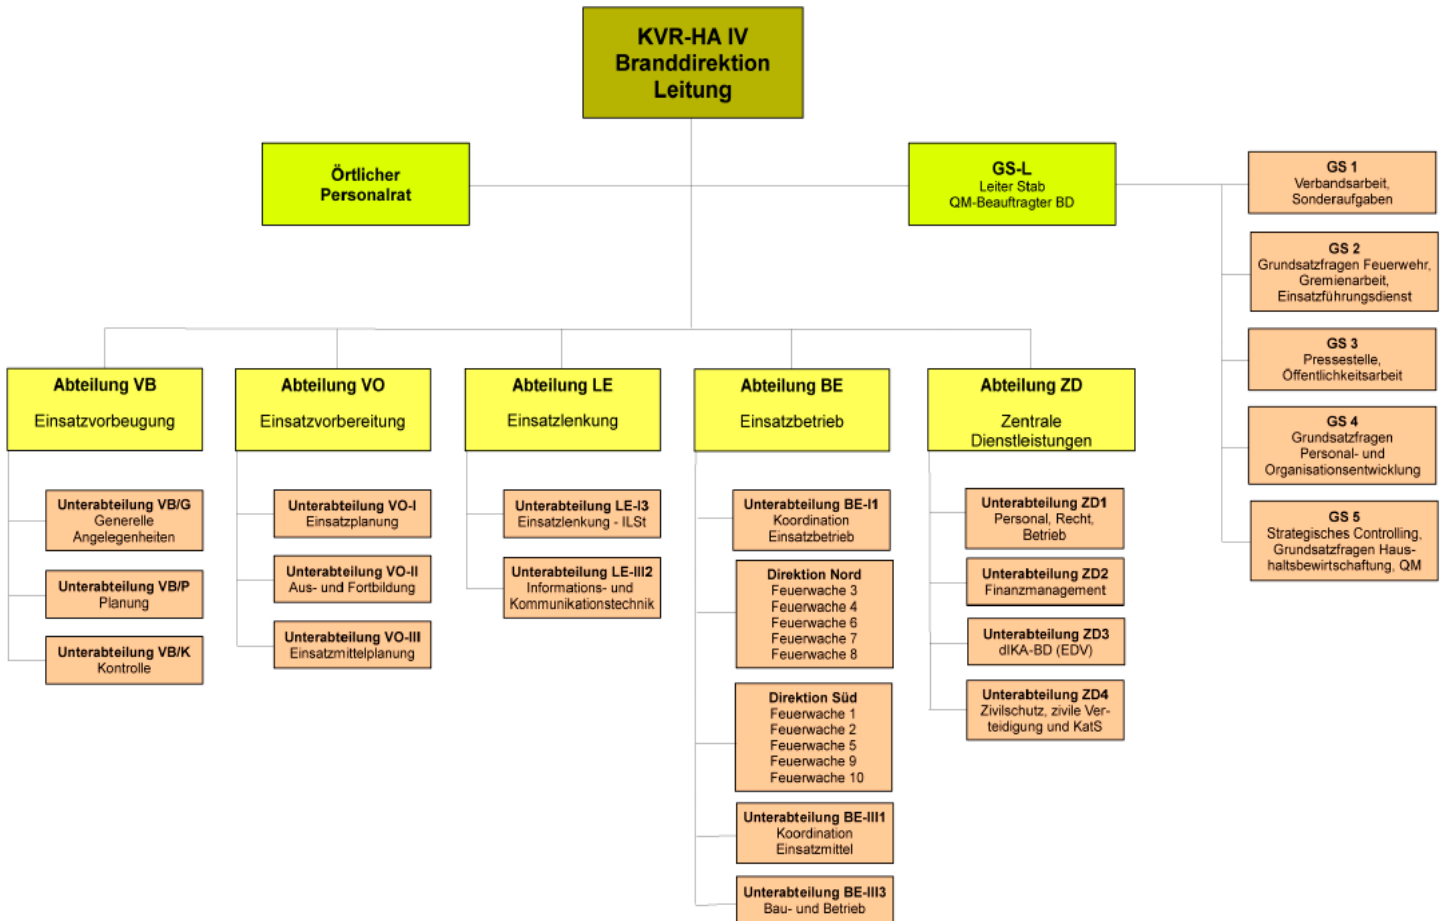 KVR-HA IV
Branddirektion
Leitung
Örtlicher
Personalrat
GS-L
Leiter Stab
QM-Beauftragter BD
GS 1
Verbandsarbeit,
Sonderaufgaben
GS 2
Grundsatzfragen Feuerwehr,
Gremienarbeit,
Einsatzführungsdienst
GS 3
Pressestelle,
Öffentlichkeitsarbeit
GS 4
Grundsatzfragen
Personal- und
Organisationsentwicklung
GS 5
Strategisches Controlling,
Grundsatzfragen Haus-
haltsbewirtschaftung, QM
Abteilung VB
Einsatzvorbeugung
Unterabteilung VB/G
Generelle
Angelegenheiten
Unterabteilung VB/P
Planung
Unterabteilung VB/K
Kontrolle
Abteilung VO
Einsatzvorbereitung
Unterabteilung VO-I
Einsatzplanung
Unterabteilung VO-II
Aus- und Fortbildung
Unterabteilung VO-III
Einsatzmittelplanung
Abteilung LE
Einsatzlenkung
Unterabteilung LE-I3
Einsatzlenkung - ILSt
Unterabteilung LE-III2
Informations- und
Kommunikationstechnik
Abteilung BE
Einsatzbetrieb
Unterabteilung BE-I1
Koordination
Einsatzbetrieb
Direktion Nord
Feuerwache 3
Feuerwache 4
Feuerwache 6
Feuerwache 7
Feuerwache 8
Direktion Süd
Feuerwache 1
Feuerwache 2
Feuerwache 5
Feuerwache 9
Feuerwache 10
Unterabteilung BE-III1
Koordination
Einsatzmittel
Unterabteilung BE-III3
Bau- und Betrieb
Abteilung ZD
Zentrale
Dienstleistungen
Unterabteilung ZD1
Personal, Recht,
Betrieb
Unterabteilung ZD2
Finanzmanagement
Unterabteilung ZD3
dIKA-BD (EDV)
Unterabteilung ZD4
Zivilschutz, zivile Ver-
teidigung und KatS